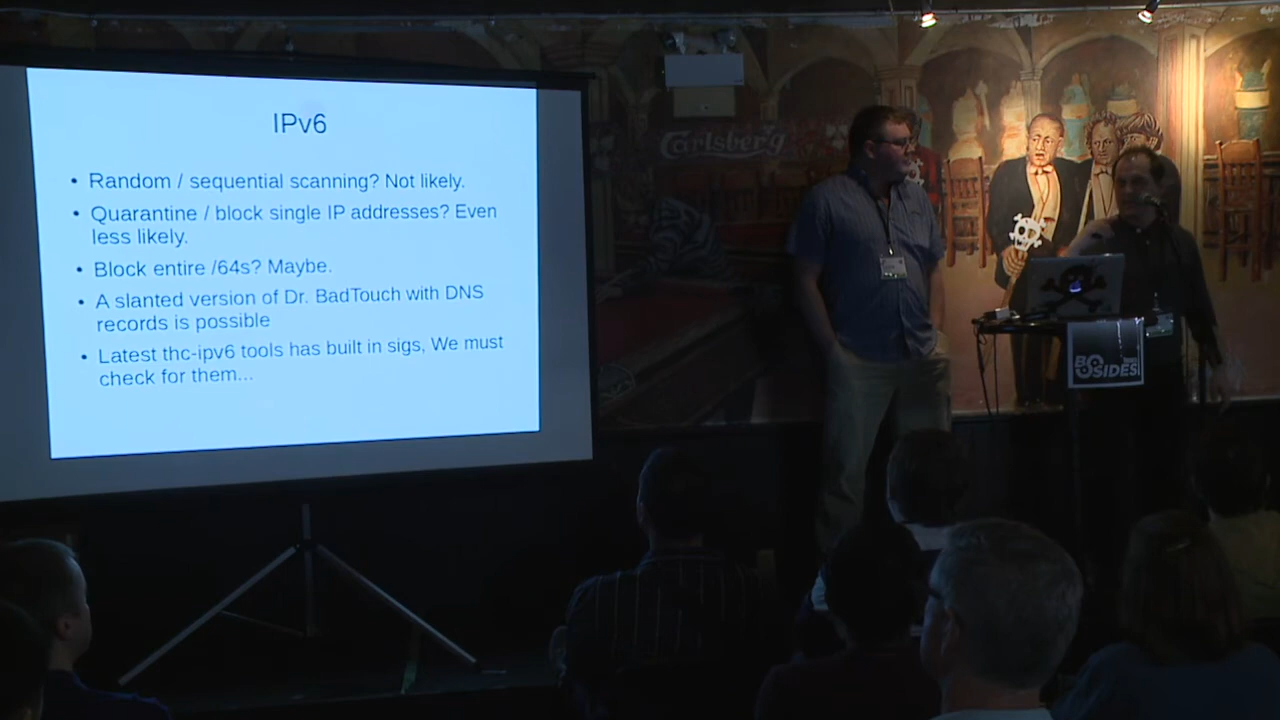 IPv6
• Random / sequential scanning? Not likely.
• Quarantine / block single IP addresses? Even
less likely.
• Block entire /64s? Maybe.
• A slanted version of Dr. BadTouch with DNS
records is possible
• Latest thc-ipv6 tools has built in sigs, We must
check for them...
Carlsberg
BSIDES